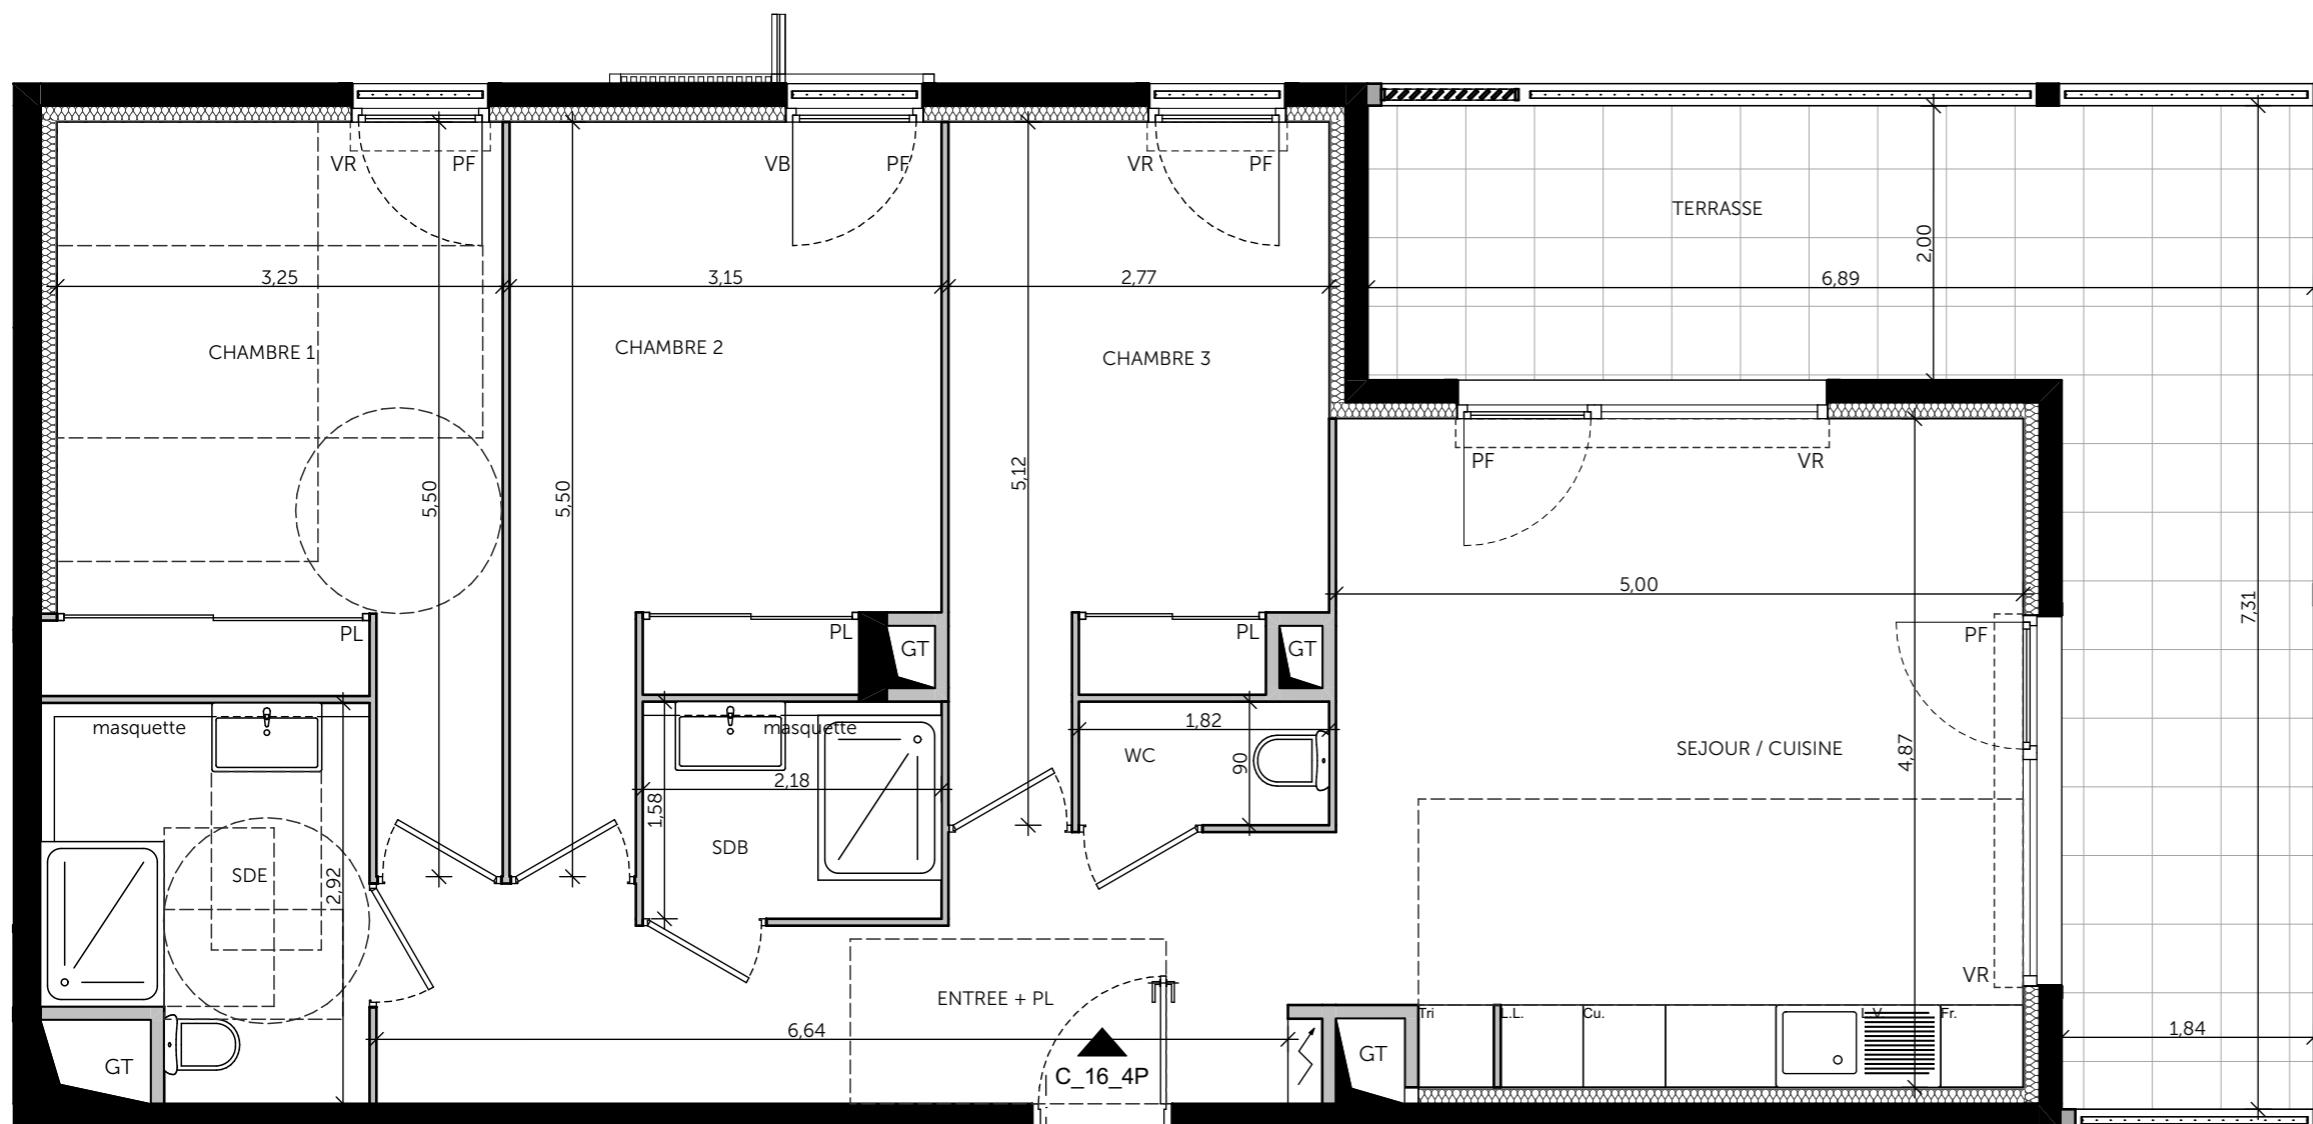 VR
PF
VB
PF
VR
PF
TERRASSE
2,00
3,25
3,15
2,77
6,89
CHAMBRE 1
CHAMBRE 2
CHAMBRE 3
5,50
5,50
5,12
PF
VR
5,00
7,31
PL
PL
GT
PL
GT
PF
masquette
masquette
1,82
WC
90
SEJOUR / CUISINE
4,87
2,18
1,58
SDB
SDE
2,92
VR
ENTREE + PL
Tri
L.L.
Cu.
L.V.
Fr.
6,64
1,84
GT
GT
C_16_4P